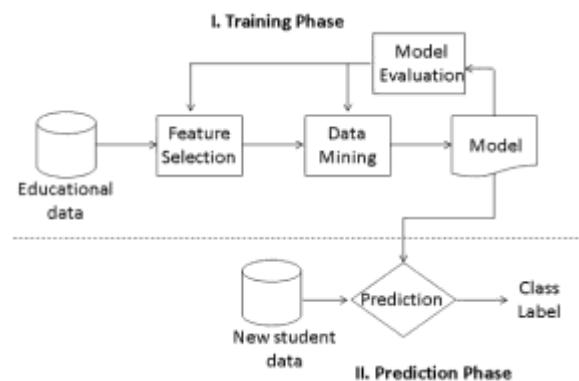 I. Training Phase
Model
Evaluation
Feature
Selection
Data
Mining
Model
Educational
data
Prediction
Class
Label
New student
data
II. Prediction Phase